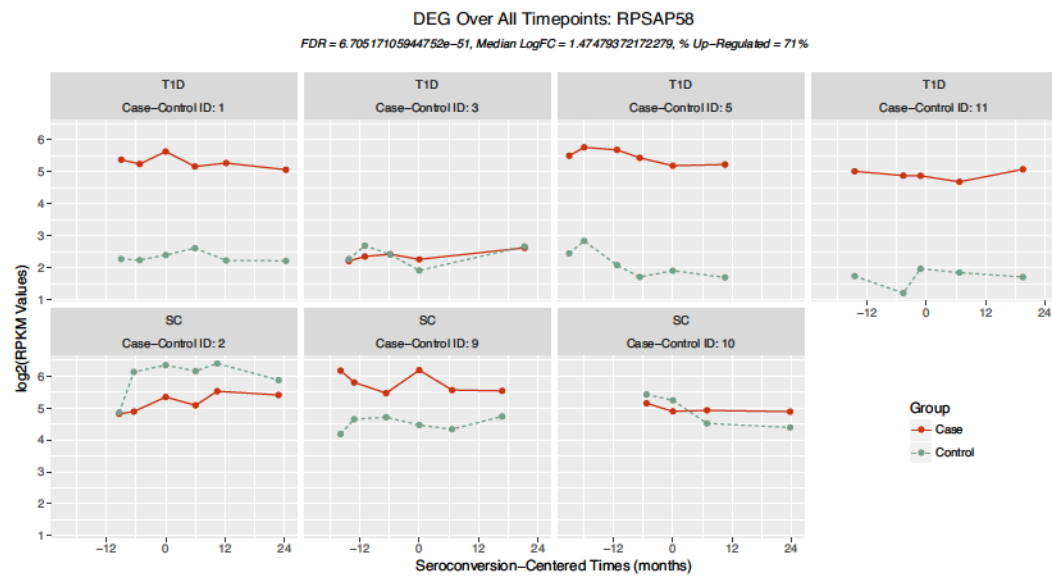 DEG Over All Timepoints: RPSAP58
FDR = 6.70517105944752e-51, Median LogFC = 1.47479372172279, % Up-Regulated = 71%
T1D
Case-Control ID: 1
T1D
Case-Control ID: 3
T1D
Case-Control ID: 5
T1D
Case-Control ID: 11
6
5
4
3
2
1
-12
0
12
24
SC
Case-Control ID: 2
SC
Case-Control ID: 9
SC
Case-Control ID: 10
6
5
4
3
2
1
-12
0
12
24
-12
0
12
24
-12
0
12
24
log2(RPKM Values)
Seroconversion-Centered Times (months)
Group
Case
Control